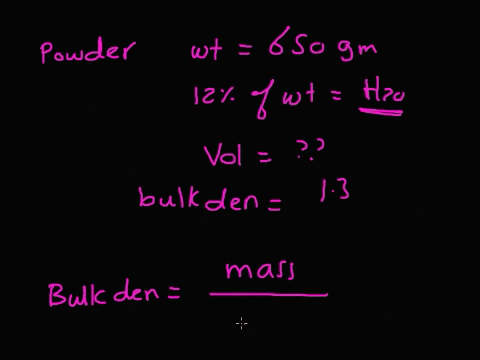 Powder wt = 650 gm
12% of wt = H2O
Vol = ??
bulk den = 1.3
Bulk den = mass